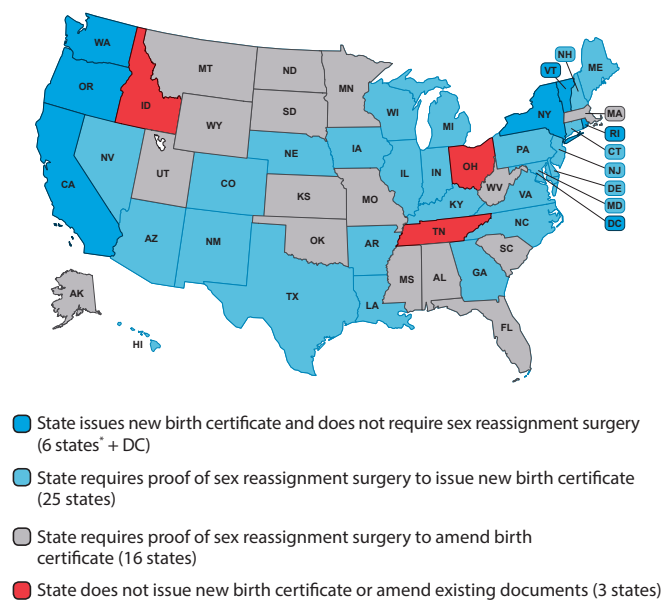 WA
OR
CA
ID
NV
MT
WY
UT
AZ
CO
NM
ND
SD
NE
KS
OK
TX
MN
IA
MO
AR
LA
WI
IL
MI
IN
OH
KY
TN
MS
AL
GA
FL
SC
NC
VA
WV
PA
NY
VT
NH
ME
MA
RI
CT
NJ
DE
MD
DC
AK
HI
State issues new birth certificate and does not require sex reassignment surgery
(6 states* + DC)
State requires proof of sex reassignment surgery to issue new birth certificate
(25 states)
State requires proof of sex reassignment surgery to amend birth
certificate (16 states)
State does not issue new birth certificate or amend existing documents (3 states)